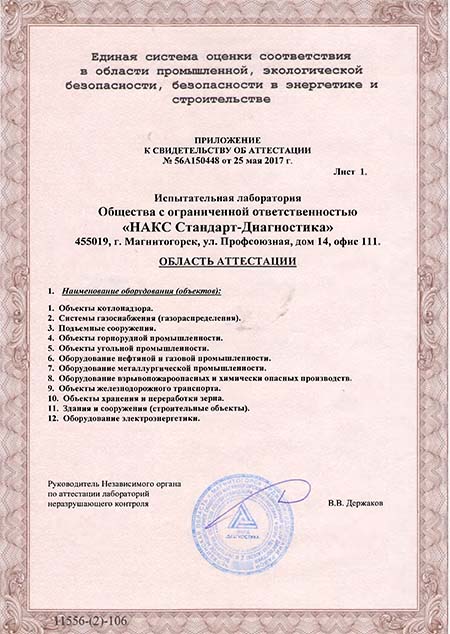 Единая система оценки соответствия
в области промышленной, экологической
безопасности, безопасности в энергетике и
строительстве
ПРИЛОЖЕНИЕ
К СВИДЕТЕЛЬСТВУ ОБ АТТЕСТАЦИИ
№ 56А150448 от 25 мая 2017 г.
Лист 1.
Испытательная лаборатория
Общества с ограниченной ответственностью
«НАКС Стандарт-Диагностика»
455019, г. Магнитогорск, ул. Профсоюзная, дом 14, офис 111.
ОБЛАСТЬ АТТЕСТАЦИИ
1. Наименование оборудования (объектов):
1. Объекты котлонадзора.
2. Системы газоснабжения (газораспределения).
3. Подъемные сооружения.
4. Объекты горнорудной промышленности.
5. Объекты угольной промышленности.
6. Оборудование нефтяной и газовой промышленности.
7. Оборудование металлургической промышленности.
8. Оборудование взрывопожароопасных и химически опасных производств.
9. Объекты железнодорожного транспорта.
10. Объекты хранения и переработки зерна.
11. Здания и сооружения (строительные объекты).
12. Оборудование электроэнергетики.
Руководитель Независимого органа
по аттестации лабораторий
неразрушающего контроля
В.В. Держаков
ДИАГНОСТИКА
11556-(2)-106